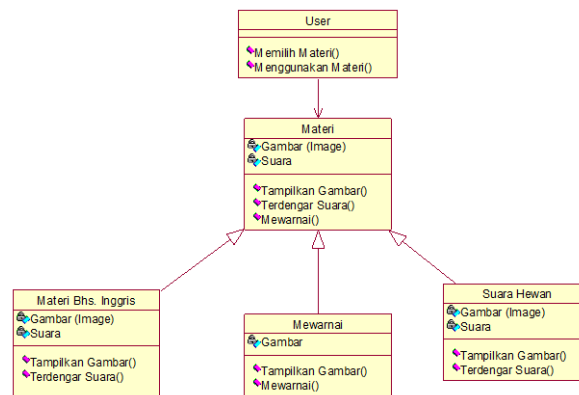 User
Memilih Materi()
Menggunakan Materi()
Materi
Gambar (Image)
Suara
Tampilkan Gambar()
Terdengar Suara()
Mewarnai()
Materi Bhs. Inggris
Gambar (Image)
Suara
Tampilkan Gambar()
Terdengar Suara()
Mewarnai
Gambar
Tampilkan Gambar()
Mewarnai()
Suara Hewan
Gambar (Image)
Suara
Tampilkan Gambar()
Terdengar Suara()